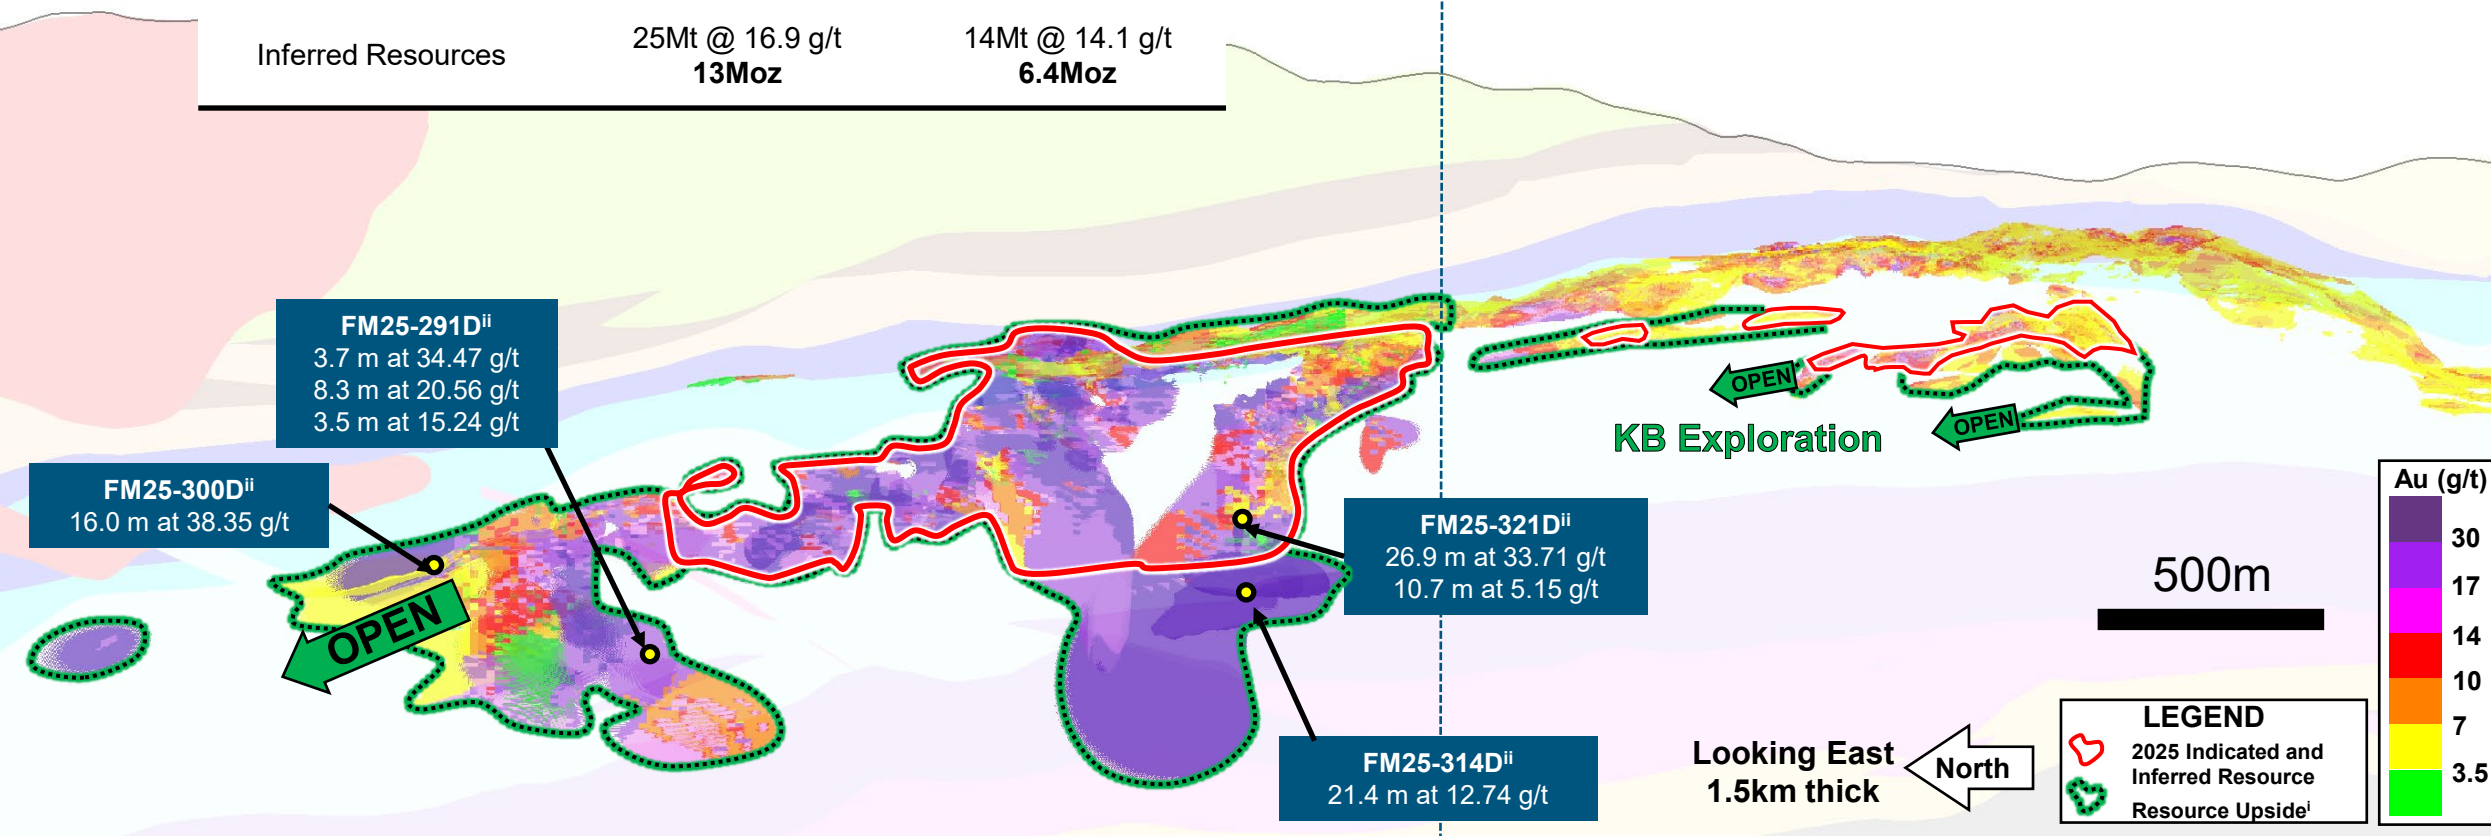 Inferred Resources
25Mt @ 16.9 g/t
13Moz
14Mt @ 14.1 g/t
6.4Moz
FM25-291Dⁱⁱ
3.7 m at 34.47 g/t
8.3 m at 20.56 g/t
3.5 m at 15.24 g/t
FM25-300Dⁱⁱ
16.0 m at 38.35 g/t
OPEN
OPEN
OPEN
KB Exploration
FM25-321Dⁱⁱ
26.9 m at 33.71 g/t
10.7 m at 5.15 g/t
FM25-314Dⁱⁱ
21.4 m at 12.74 g/t
Au (g/t)
30
17
14
10
7
3.5
500m
Looking East
1.5km thick
North
LEGEND
2025 Indicated and
Inferred Resource
Resource Upsideⁱ